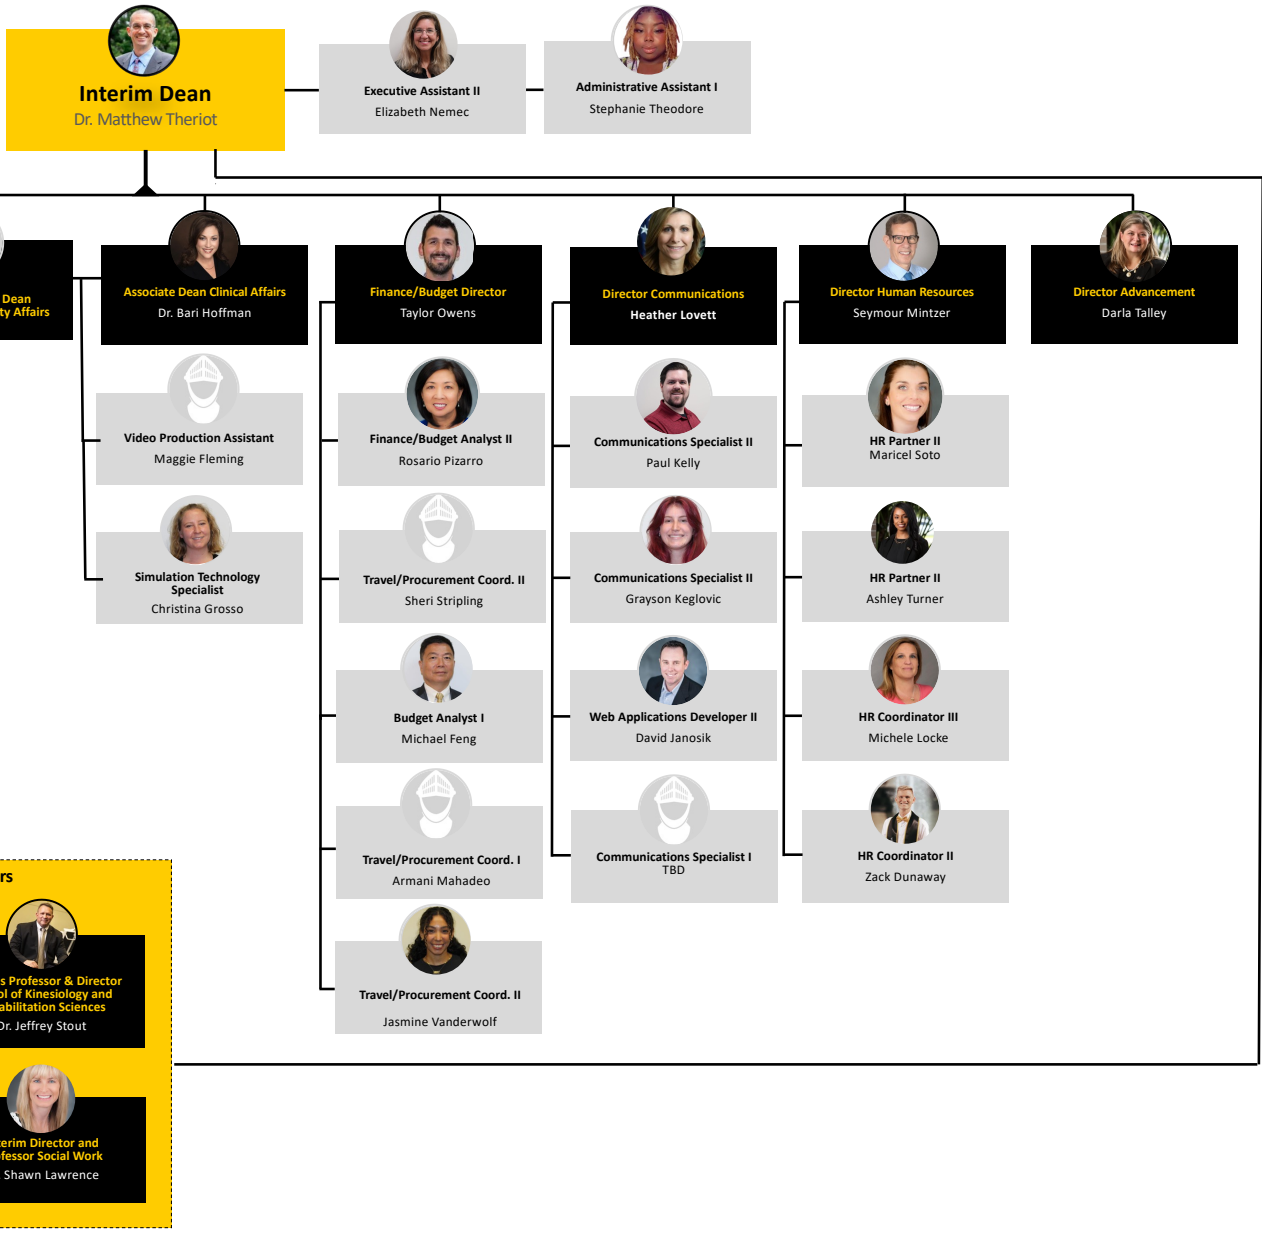 Interim Dean
Dr. Matthew Theriot
Executive Assistant II
Elizabeth Nemec
Administrative Assistant I
Stephanie Theodore
Dean
Affairs
Associate Dean Clinical Affairs
Dr. Bari Hoffman
Video Production Assistant
Maggie Fleming
Simulation Technology
Specialist
Christina Grosso
Finance/Budget Director
Taylor Owens
Finance/Budget Analyst II
Rosario Pizarro
Travel/Procurement Coord. II
Sheri Stripling
Budget Analyst I
Michael Feng
Travel/Procurement Coord. I
Armani Mahadeo
Travel/Procurement Coord. II
Jasmine Vanderwolf
Director Communications
Heather Lovett
Communications Specialist II
Paul Kelly
Communications Specialist II
Grayson Keglovic
Web Applications Developer II
David Janosik
Communications Specialist I
TBD
Director Human Resources
Seymour Mintzer
HR Partner II
Maricel Soto
HR Partner II
Ashley Turner
HR Coordinator III
Michele Locke
HR Coordinator II
Zack Dunaway
Director Advancement
Darla Talley
Professor & Director
of Kinesiology and
Sciences
Dr. Jeffrey Stout
Director and
Social Work
Shawn Lawrence